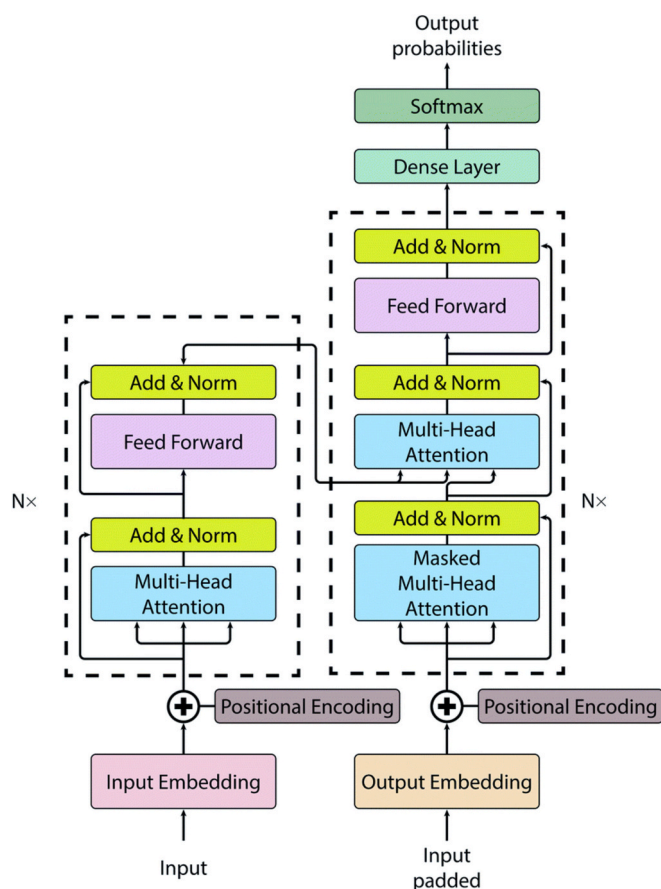 Output
probabilities
Softmax
Dense Layer
Add & Norm
Feed Forward
Add & Norm
Multi-Head
Attention
Add & Norm
Masked
Multi-Head
Attention
N×
Positional Encoding
Output Embedding
Input
padded
Add & Norm
Feed Forward
N×
Add & Norm
Multi-Head
Attention
Positional Encoding
Input Embedding
Input